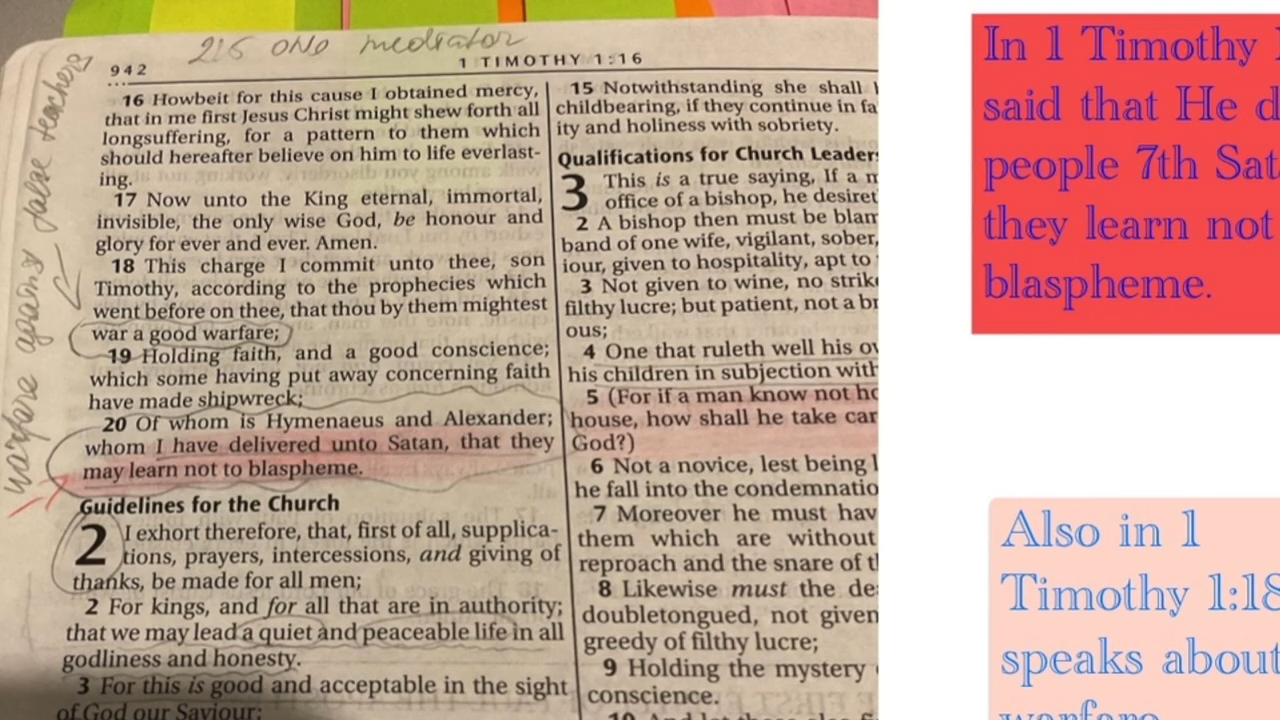 215 ONO mediator
warfare against false teachers
942
1 TIMOTHY 1:16
16 Howbeit for this cause I obtained mercy,
that in me first Jesus Christ might shew forth all
longsuffering, for a pattern to them which
should hereafter believe on him to life everlast-
ing.
17 Now unto the King eternal, immortal,
invisible, the only wise God, be honour and
glory for ever and ever. Amen.
18 This charge I commit unto thee, son
Timothy, according to the prophecies which
went before on thee, that thou by them mightest
war a good warfare;
19 Holding faith, and a good conscience;
which some having put away concerning faith
have made shipwreck;
20 Of whom is Hymenaeus and Alexander;
whom I have delivered unto Satan, that they
may learn not to blaspheme.
Guidelines for the Church
2 I exhort therefore, that, first of all, supplica-
tions, prayers, intercessions, and giving of
thanks, be made for all men;
2 For kings, and for all that are in authority;
that we may lead a quiet and peaceable life in all
godliness and honesty.
3 For this is good and acceptable in the sight
of God our Saviour;
15 Notwithstanding she shall
childbearing, if they continue in fa
ity and holiness with sobriety.
Qualifications for Church Leaders
3 This is a true saying, If a m
office of a bishop, he desiret
2 A bishop then must be blam
band of one wife, vigilant, sober,
iour, given to hospitality, apt to
3 Not given to wine, no strike
filthy lucre; but patient, not a br
ous;
4 One that ruleth well his ow
his children in subjection with
5 (For if a man know not ho
house, how shall he take car
God?)
6 Not a novice, lest being l
he fall into the condemnatio
7 Moreover he must hav
them which are without
reproach and the snare of t
8 Likewise must the de
doubletongued, not given
greedy of filthy lucre;
9 Holding the mystery
conscience.
10 And let these also
In 1 Timothy
said that He d
people 7th Sat
they learn not
blaspheme.
Also in 1
Timothy 1:18
speaks about
warfare